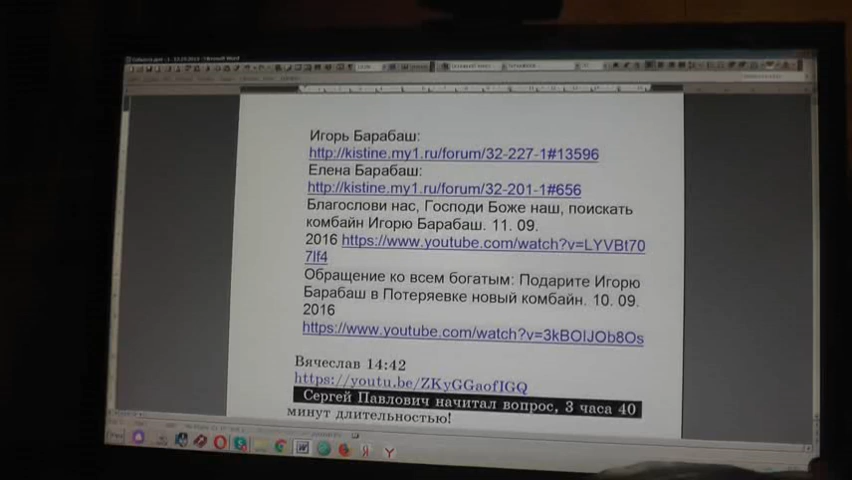 Игорь Барабаш:
http://kistine.my1.ru/forum/32-227-1#13596
Елена Барабаш:
http://kistine.my1.ru/forum/32-201-1#656
Благослови нас, Господи Боже наш, поискать
комбайн Игорю Барабаш. 11. 09.
2016 https://www.youtube.com/watch?v=LYVBt70
7lf4
Обращение ко всем богатым: Подарите Игорю
Барабаш в Потеряевке новый комбайн. 10. 09.
2016
https://www.youtube.com/watch?v=3kBOlJOb8Os
Вячеслав 14:42
https://youtu.be/ZKyGGaofIGQ
Сергей Павлович начитал вопрос, 3 часа 40
минут длительностью!